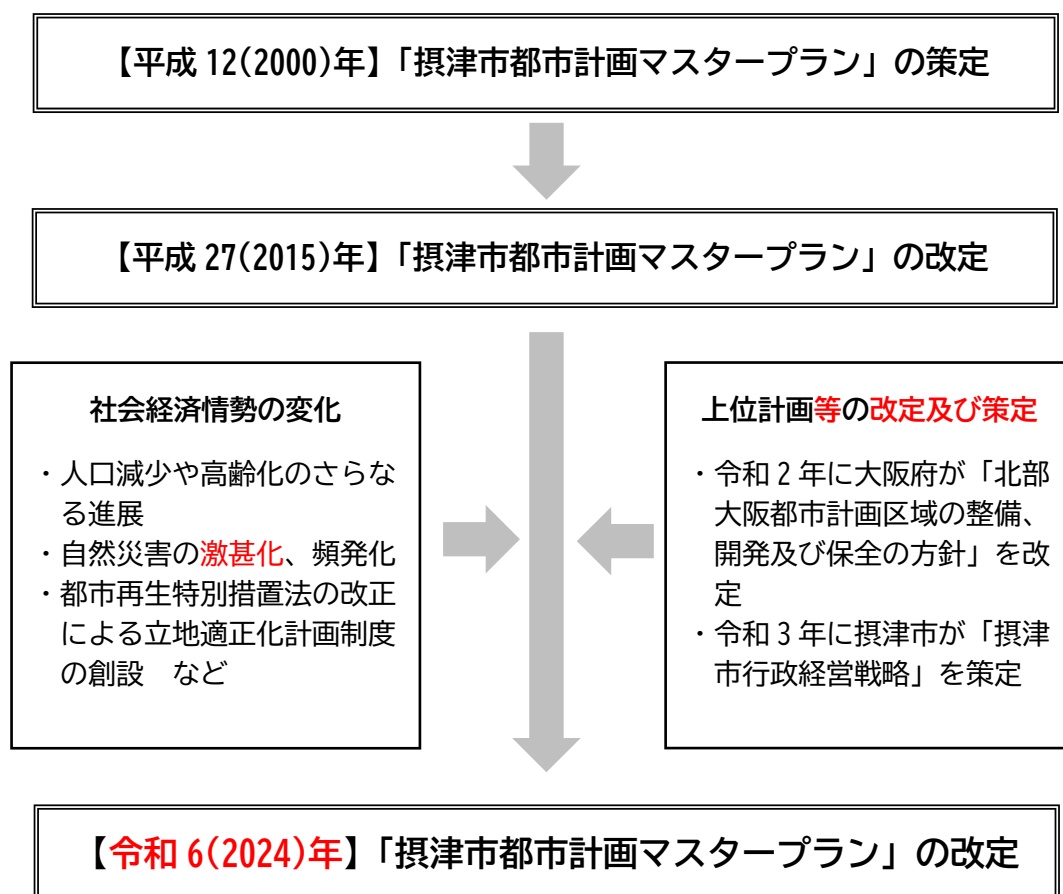 【平成 12(2000)年】「摂津市都市計画マスタープラン」の策定
【平成 27(2015)年】「摂津市都市計画マスタープラン」の改定
社会経済情勢の変化
・人口減少や高齢化のさらな
る進展
・自然災害の激甚化、頻発化
・都市再生特別措置法の改正
による立地適正化計画制度
の創設　など
上位計画等の改定及び策定
・令和 2 年に大阪府が「北部
大阪都市計画区域の整備、
開発及び保全の方針」を改
定
・令和 3 年に摂津市が「摂津
市行政経営戦略」を策定
【令和 6(2024)年】「摂津市都市計画マスタープラン」の改定